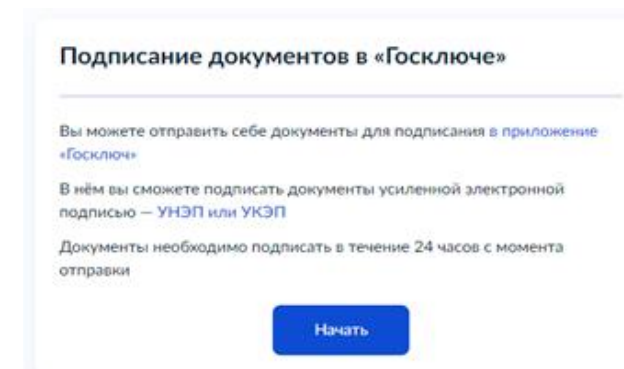 Подписание документов в «Госключе»
Вы можете отправить себе документы для подписания в приложение
«Госключ»
В нём вы сможете подписать документы усиленной электронной
подписью — УНЭП или УКЭП
Документы необходимо подписать в течение 24 часов с момента
отправки
Начать